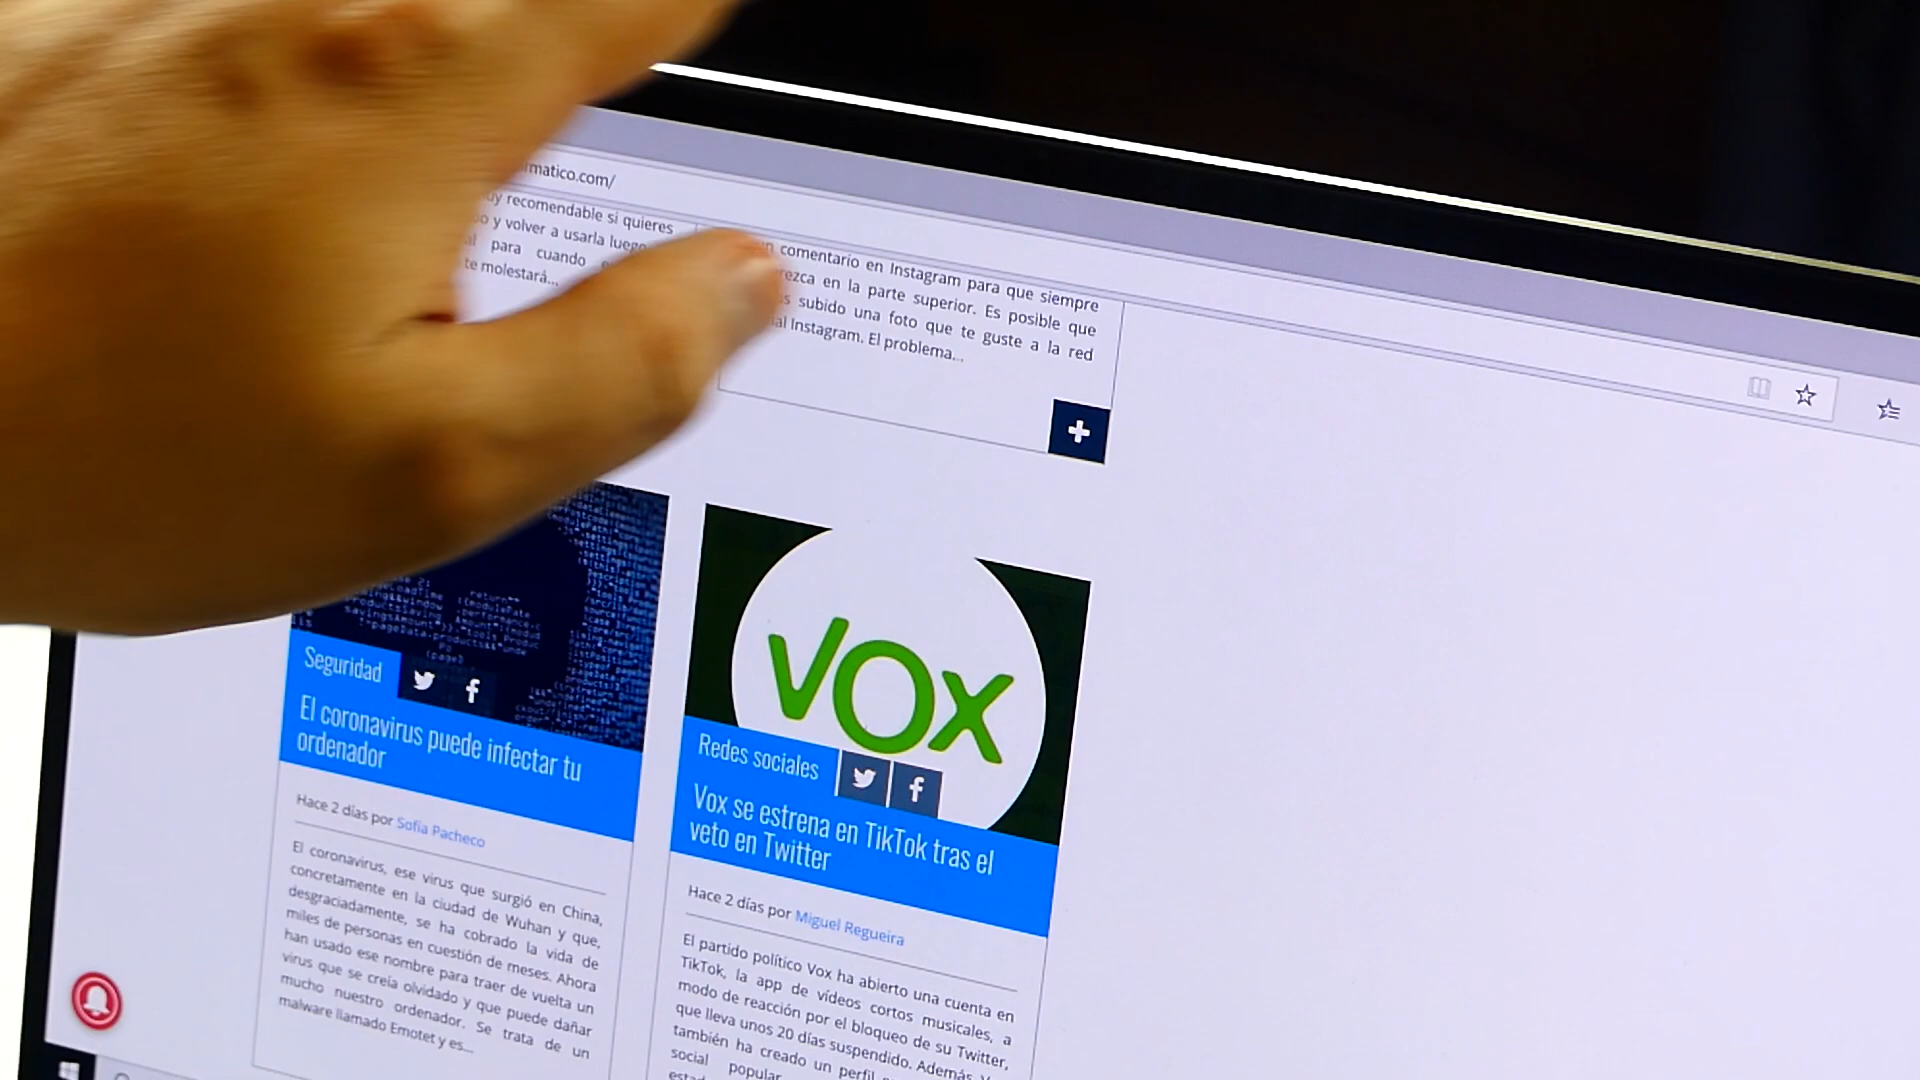 rmatico.com/
recomendable si quieres
y volver a usarla luego
para cuando
te molestará...
comentario en Instagram para que siempre
en la parte superior. Es posible que
subido una foto que te guste a la red
Instagram. El problema...
Seguridad
El coronavirus puede infectar tu
ordenador
Hace 2 días por Sofía Pacheco
El coronavirus, ese virus que surgió en China,
concretamente en la ciudad de Wuhan y que,
desgraciadamente, se ha cobrado la vida de
miles de personas en cuestión de meses. Ahora
han usado ese nombre para traer de vuelta un
virus que se creía olvidado y que puede dañar
mucho nuestro ordenador. Se trata de un
malware llamado Emotet y es...
VOX
Redes sociales
Vox se estrena en TikTok tras el
veto en Twitter
Hace 2 días por Miguel Regueira
El partido político Vox ha abierto una cuenta en
TikTok, la app de vídeos cortos musicales, a
modo de reacción por el bloqueo de su Twitter,
que lleva unos 20 días suspendido. Además
también ha creado un perfil
social popular